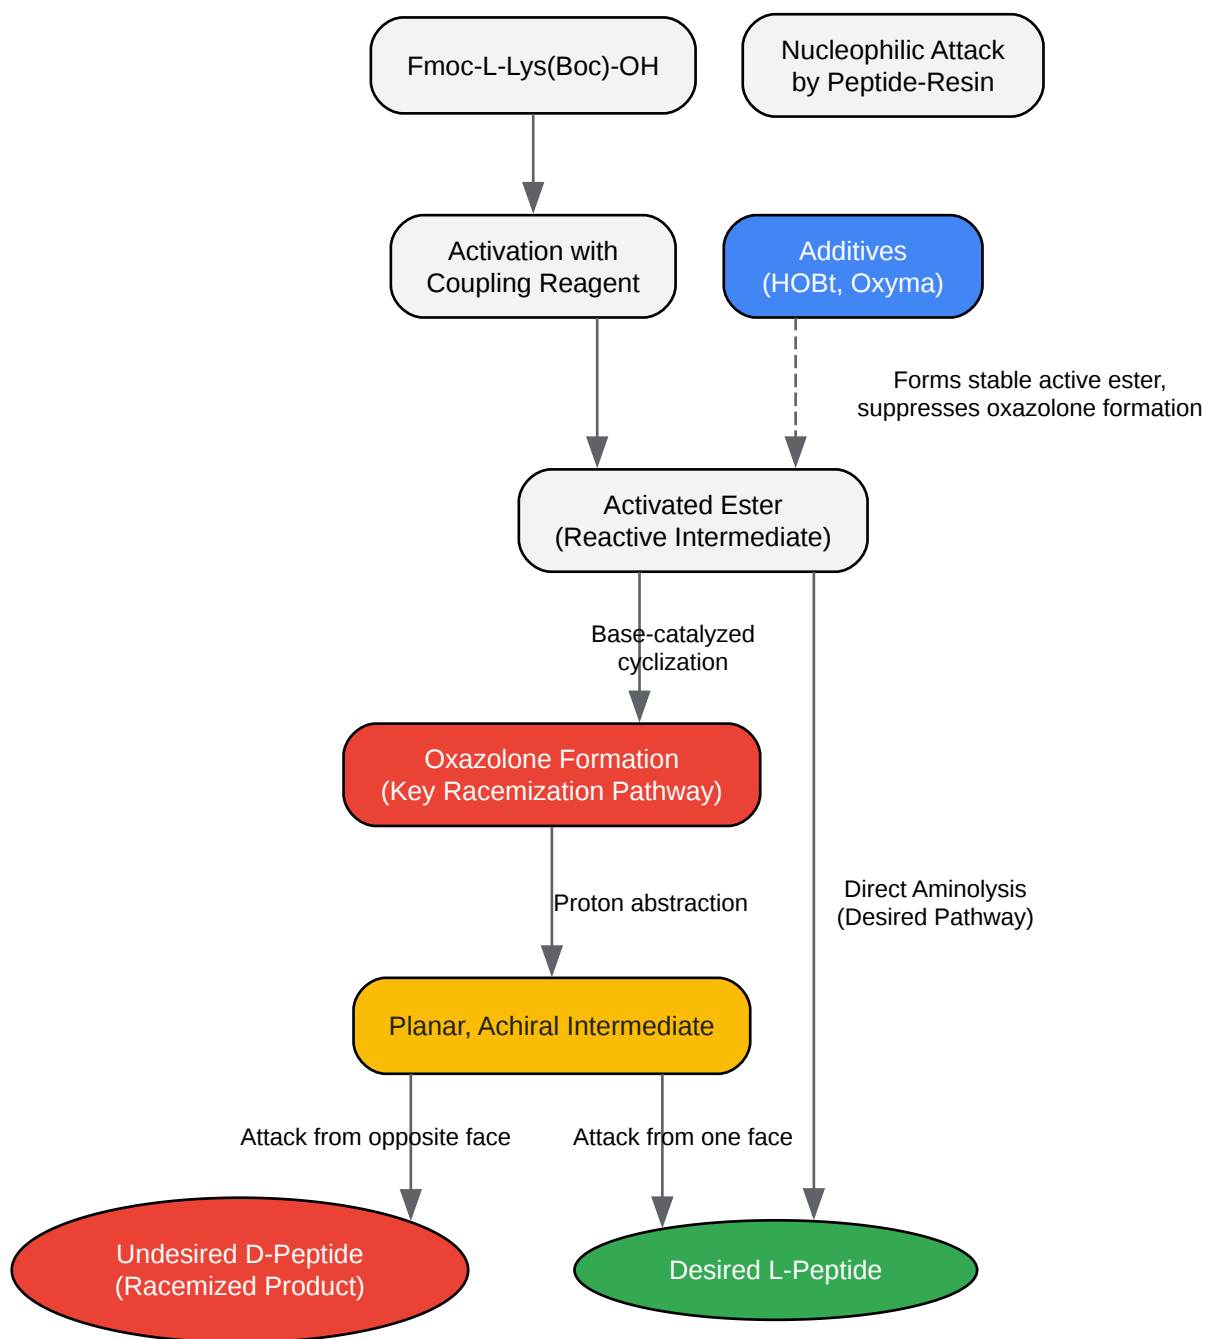 Fmoc-L-Lys(Boc)-OH
Nucleophilic Attack
by Peptide-Resin
Activation with
Coupling Reagent
Additives
(HOBt, Oxyma)
Forms stable active ester,
suppresses oxazolone formation
Activated Ester
(Reactive Intermediate)
Base-catalyzed
cyclization
Oxazolone Formation
(Key Racemization Pathway)
Proton abstraction
Direct Aminolysis
(Desired Pathway)
Planar, Achiral Intermediate
Attack from opposite face
Attack from one face
Undesired D-Peptide
(Racemized Product)
Desired L-Peptide